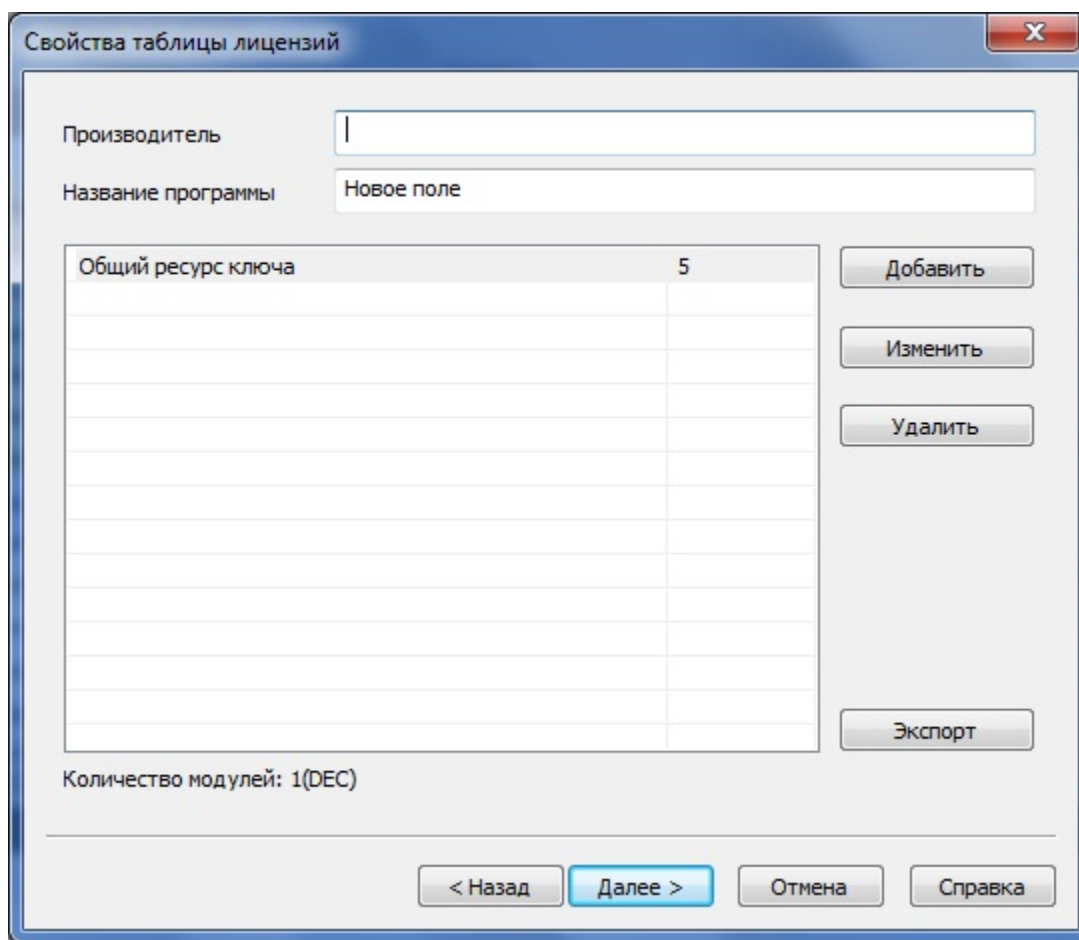 Свойства таблицы лицензий
Производитель
Название программы Новое поле
Общий ресурс ключа 5
Добавить
Изменить
Удалить
Экспорт
Количество модулей: 1(DEC)
< Назад Далее > Отмена Справка